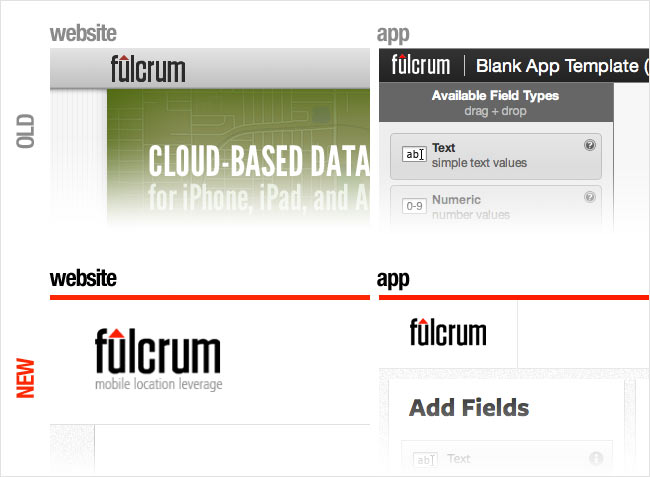 website
app
OLD
fulcrum
fulcrum
Blank App Template (
Available Field Types
drag + drop
CLOUD-BASED DATA
for iPhone, iPad, and A
abI
Text
simple text values
?
0-9
Numeric
number values
?
website
app
NEW
fulcrum
mobile location leverage
fulcrum
Add Fields
abI
Text
i